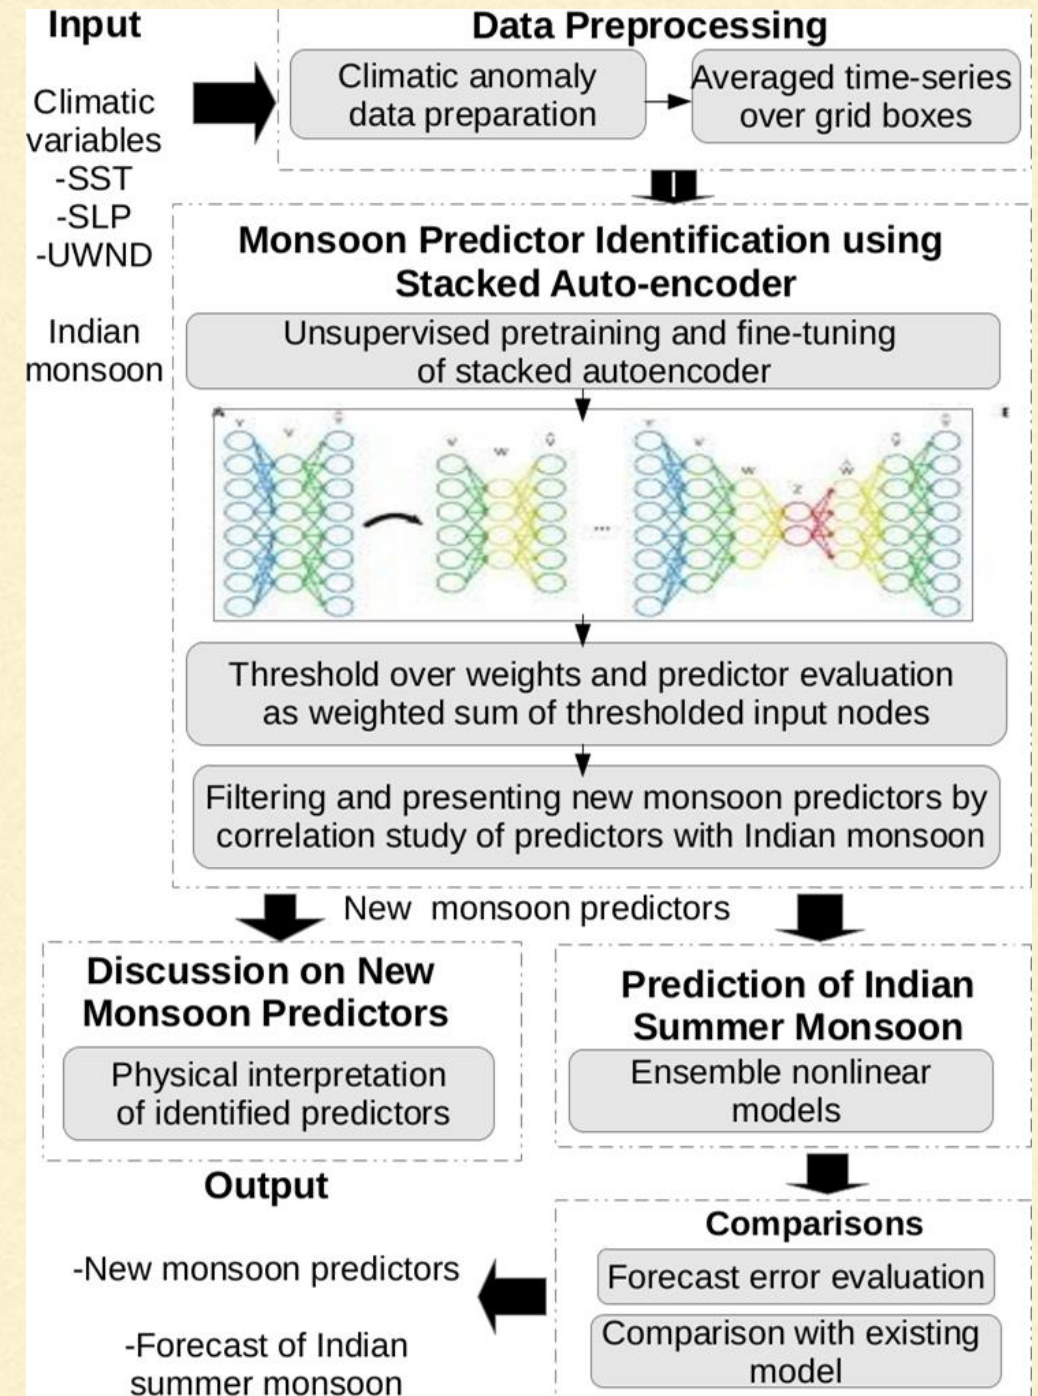 Input
Climatic
variables
-SST
-SLP
-UWND
Indian
monsoon
Data Preprocessing
Climatic anomaly
data preparation
Averaged time-series
over grid boxes
Monsoon Predictor Identification using
Stacked Auto-encoder
Unsupervised pretraining and fine-tuning
of stacked autoencoder
...
Threshold over weights and predictor evaluation
as weighted sum of thresholded input nodes
Filtering and presenting new monsoon predictors by
correlation study of predictors with Indian monsoon
New monsoon predictors
Discussion on New
Monsoon Predictors
Physical interpretation
of identified predictors
Prediction of Indian
Summer Monsoon
Ensemble nonlinear
models
Comparisons
Forecast error evaluation
Comparison with existing
model
Output
-New monsoon predictors
-Forecast of Indian
summer monsoon